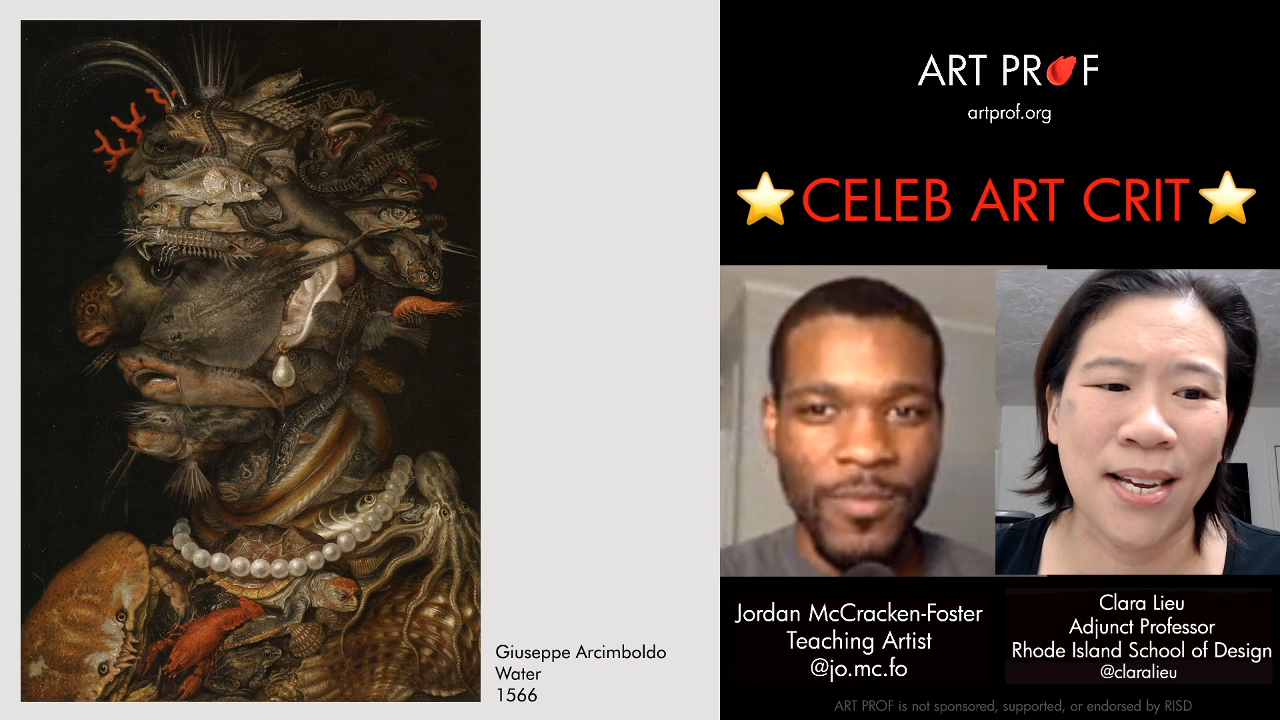 Giuseppe Arcimboldo
Water
1566
ART PROF
artprof.org
CELEB ART CRIT
Jordan McCracken-Foster
Teaching Artist
@jo.mc.fo
Clara Lieu
Adjunct Professor
Rhode Island School of Design
@claralieu
ART PROF is not sponsored, supported, or endorsed by RISD